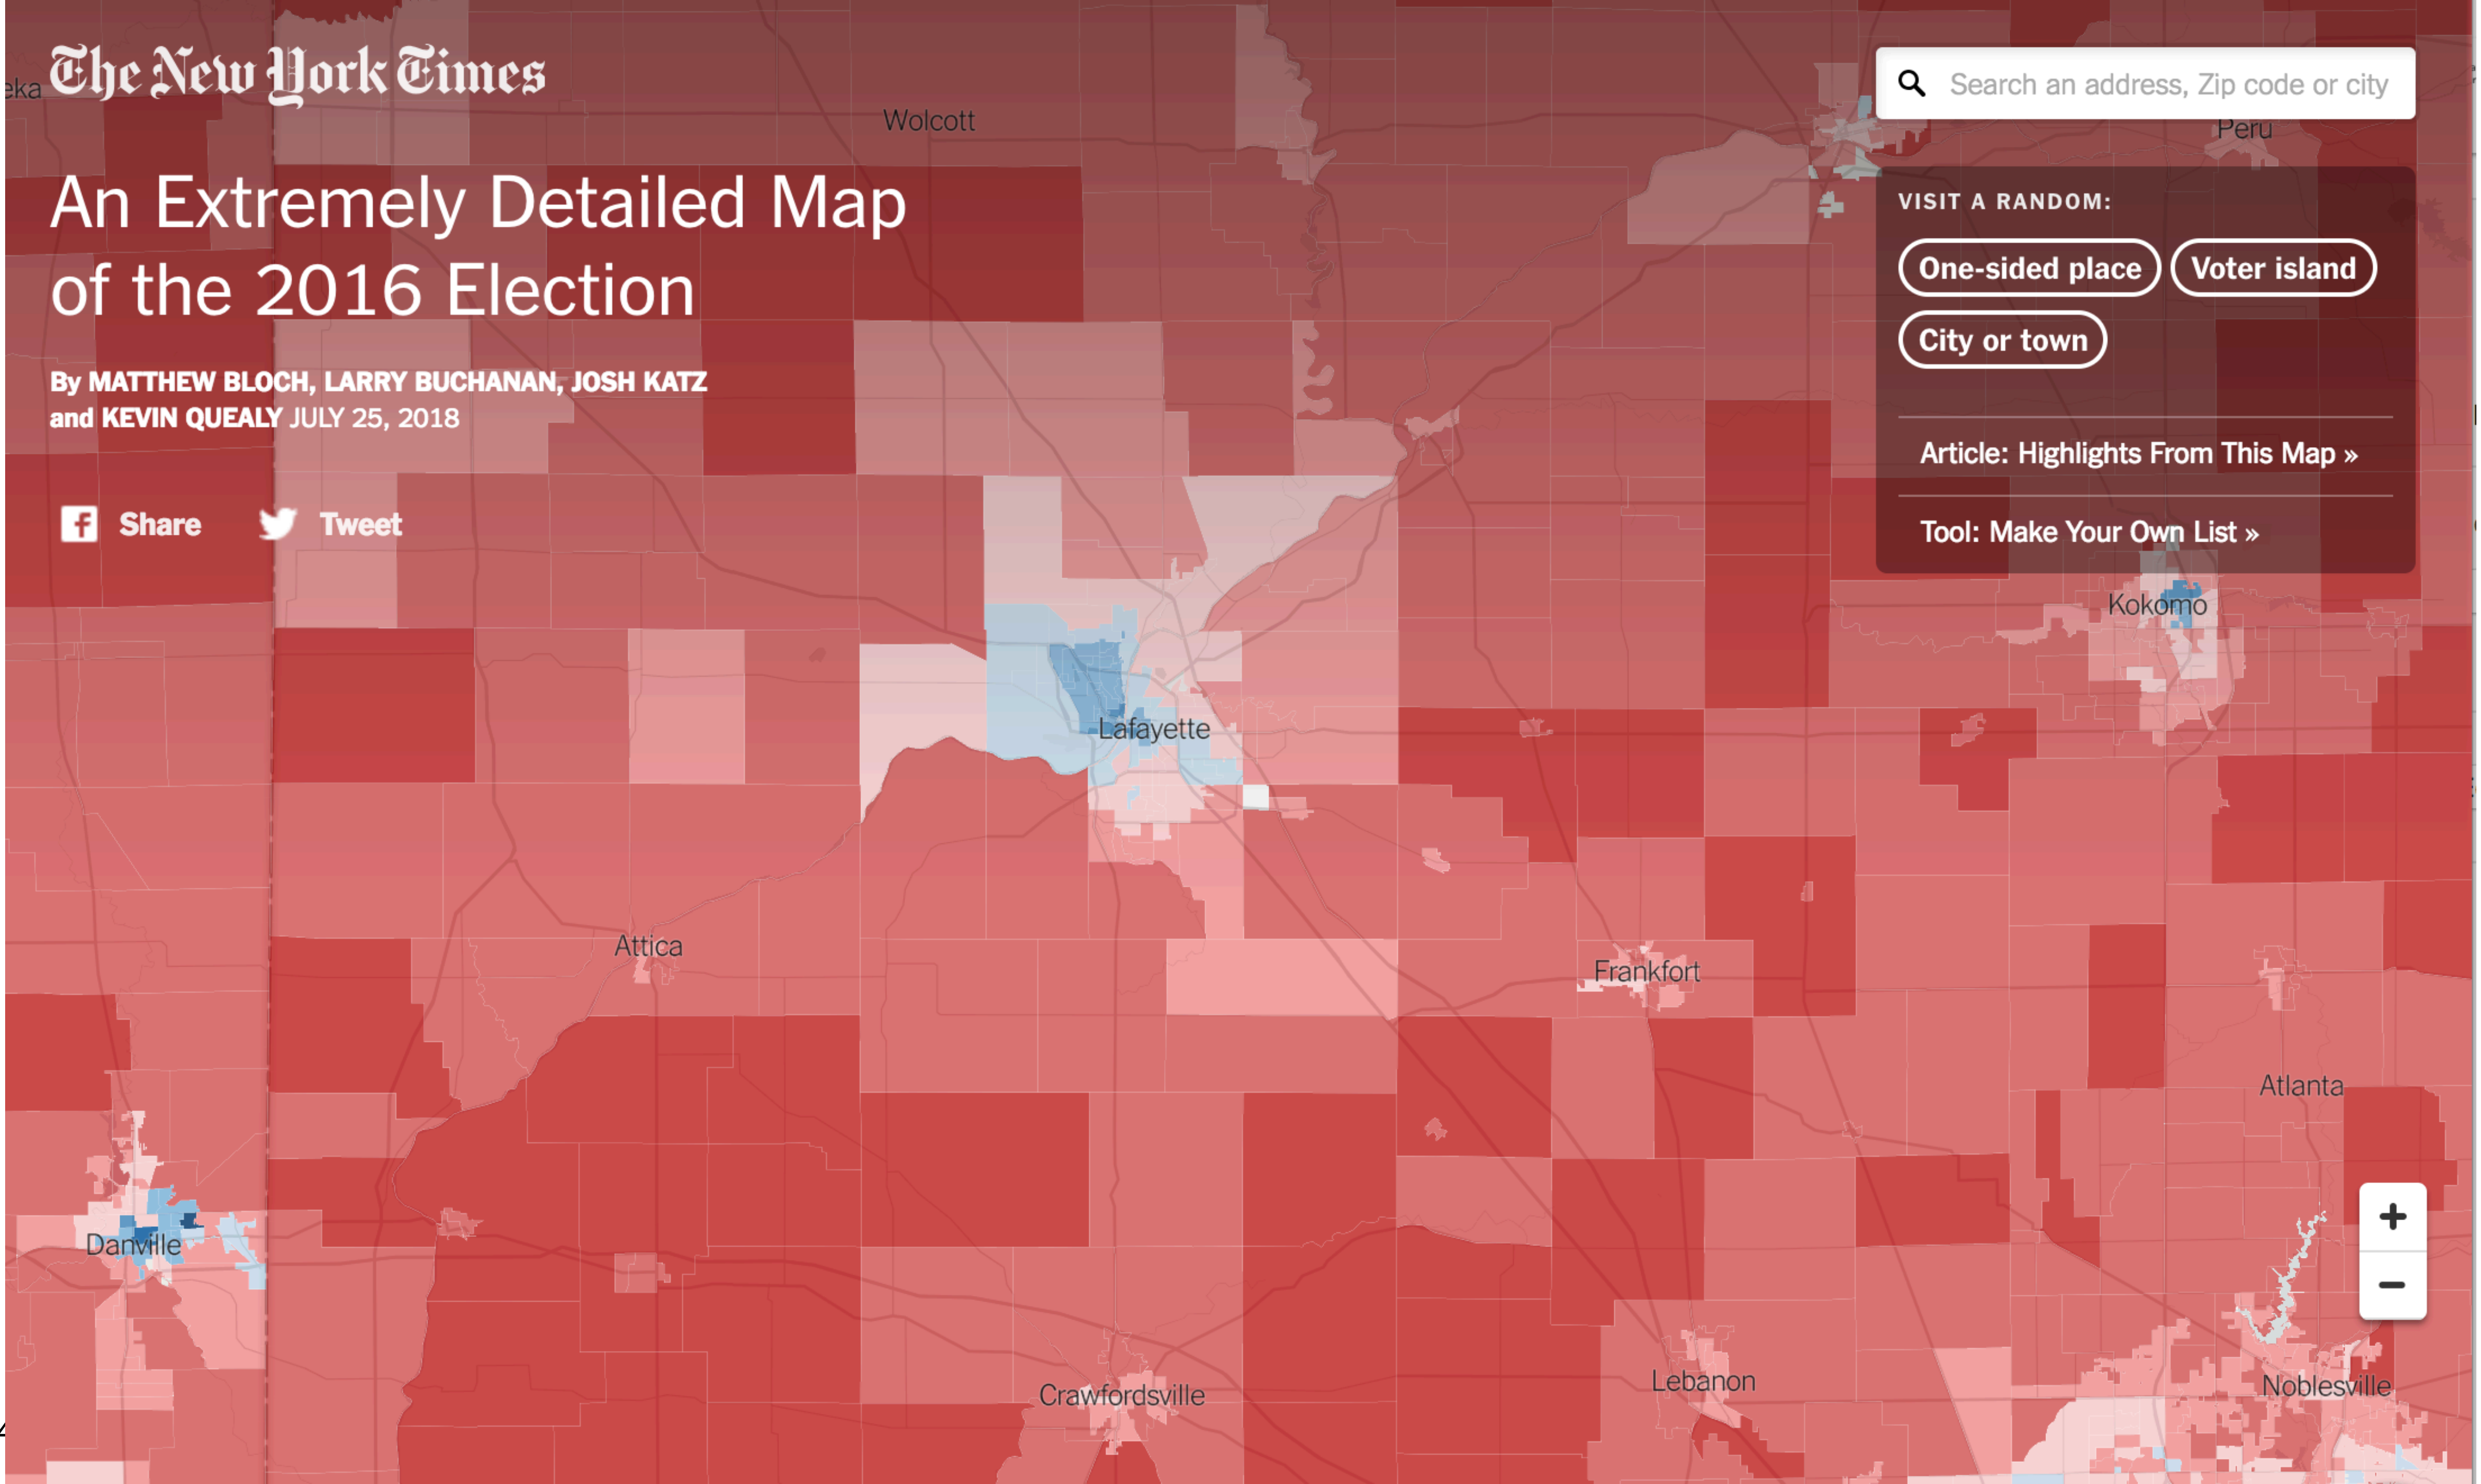 The New York Times
eka
Wolcott
Search an address, Zip code or city
Peru
An Extremely Detailed Map
of the 2016 Election
VISIT A RANDOM:
One-sided place
Voter island
City or town
By MATTHEW BLOCH, LARRY BUCHANAN, JOSH KATZ
and KEVIN QUEALY JULY 25, 2018
Article: Highlights From This Map »
Share
Tweet
Tool: Make Your Own List »
Kokomo
Lafayette
Attica
Frankfort
Atlanta
Danville
+
−
Crawfordsville
Lebanon
Noblesville